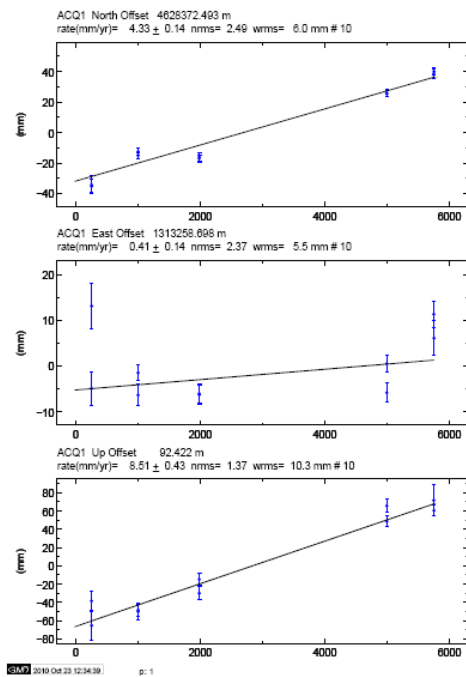 ACQ1 North Offset 4628372.493 m
rate(mm/yr)= 4.33 ± 0.14 nrms= 2.49 wrms= 6.0 mm # 10
40
20
0
-20
-40
(mm)
0 2000 4000 6000
ACQ1 East Offset 1313258.698 m
rate(mm/yr)= 0.41 ± 0.14 nrms= 2.37 wrms= 5.5 mm # 10
20
10
0
-10
(mm)
0 2000 4000 6000
ACQ1 Up Offset 92.422 m
rate(mm/yr)= 8.51 ± 0.43 nrms= 1.37 wrms= 10.3 mm # 10
80
60
40
20
0
-20
-40
-60
-80
(mm)
0 2000 4000 6000
GMD 2010 Oct 23 12:34:39 p: 1